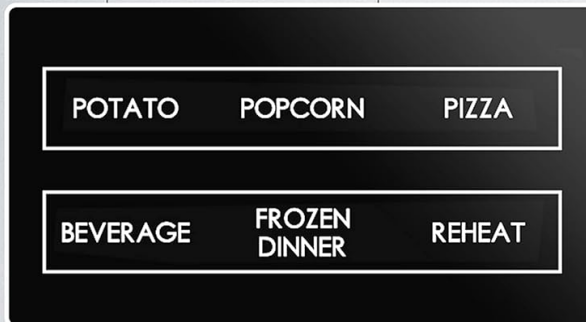 POTATO POPCORN PIZZA
BEVERAGE FROZEN DINNER REHEAT